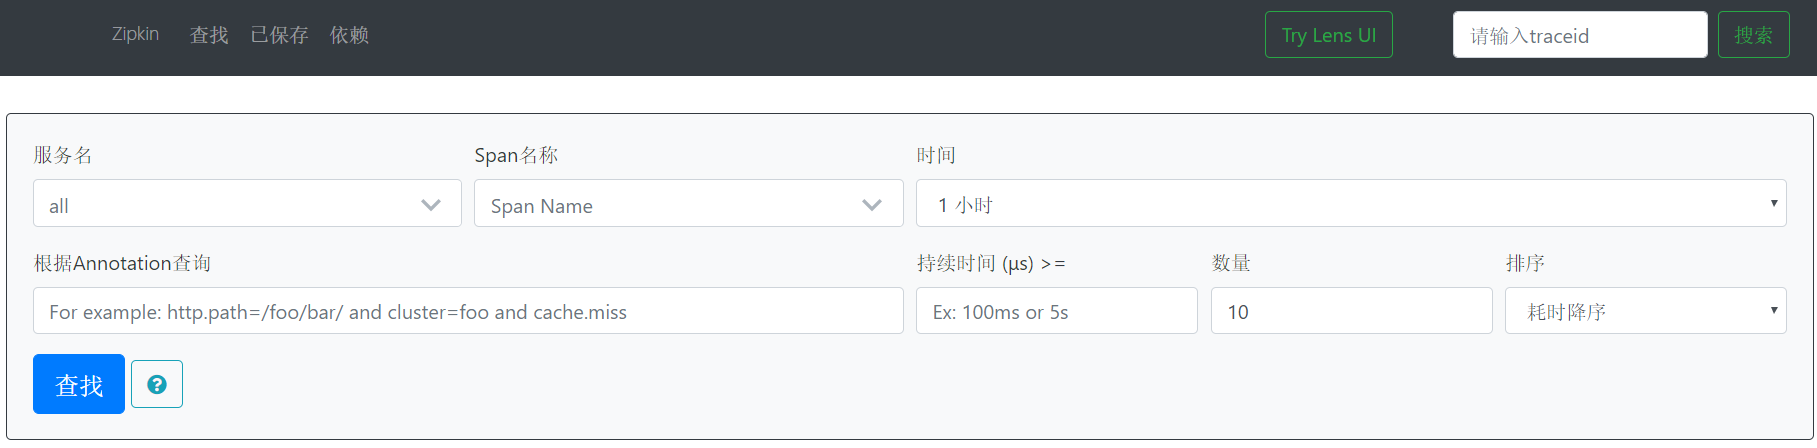 Zipkin 查找 已保存 依赖 Try Lens UI 请输入traceid 搜索
服务名 Span名称 时间
all Span Name 1 小时
根据Annotation查询 持续时间 (μs) >= 数量 排序
For example: http.path=/foo/bar/ and cluster=foo and cache.miss Ex: 100ms or 5s 10 耗时降序
查找 ?